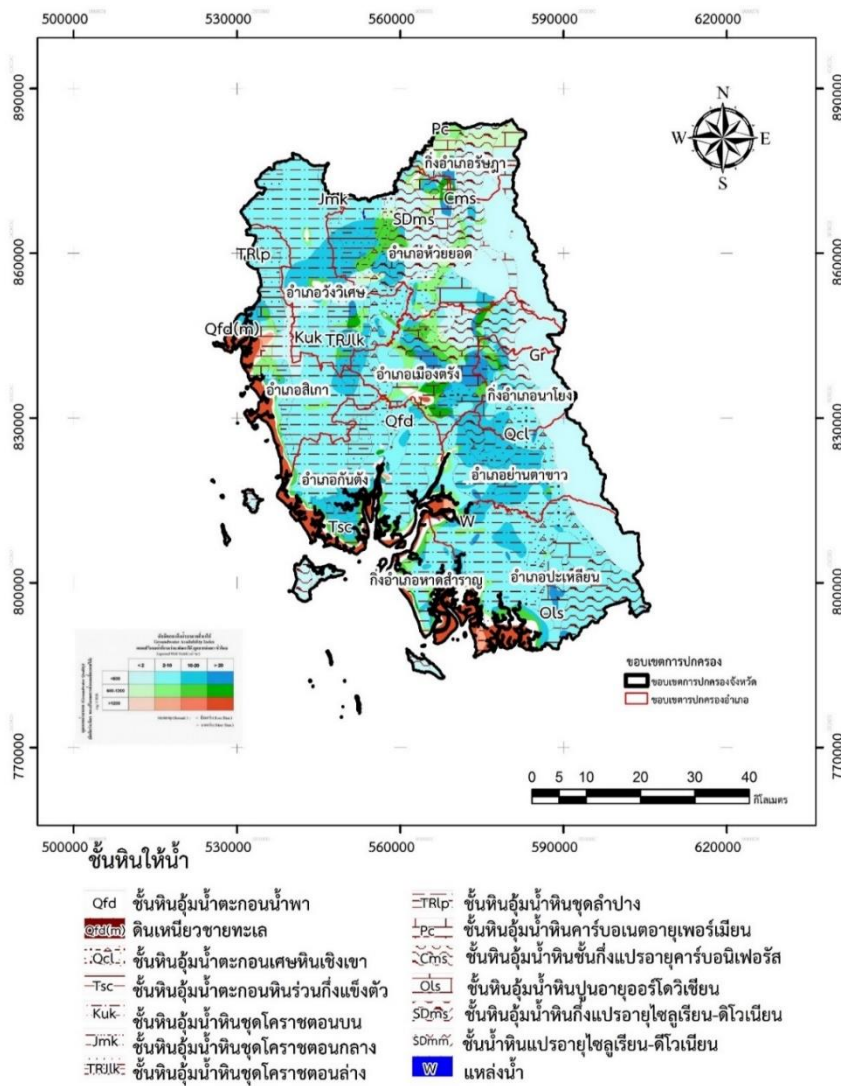 500000 530000 560000 590000 620000
890000 890000
N
W E
S
Pc
กิ่งอำเภอรัษฎา
Jmk Cms
SDms
860000 860000
TRlp อำเภอห้วยยอด
อำเภอวังวิเศษ
Qfd(m)
Kuk TRJlk Gr
อำเภอเมืองตรัง
อำเภอสิเกา กิ่งอำเภอนาโยง
830000 830000
Qfd Qcl
อำเภอกันตัง อำเภอย่านตาขาว
Tsc W
800000 800000
กิ่งอำเภอหาดสำราญ อำเภอปะเหลียน
Ols
<2 2-10 10-20 >20
ขอบเขตการปกครอง
ขอบเขตการปกครองจังหวัด
ขอบเขตการปกครองอำเภอ
770000 770000
0 5 10 20 30 40
กิโลเมตร
500000 530000 560000 590000 620000
ชั้นหินให้น้ำ
Qfd ชั้นหินอุ้มน้ำตะกอนน้ำพา
Qfd(m) ดินเหนียวชายทะเล
Qcl ชั้นหินอุ้มน้ำตะกอนเศษหินเชิงเขา
Tsc ชั้นหินอุ้มน้ำตะกอนหินร่วนกึ่งแข็งตัว
Kuk ชั้นหินอุ้มน้ำหินชุดโคราชตอนบน
Jmk ชั้นหินอุ้มน้ำหินชุดโคราชตอนกลาง
TRJlk ชั้นหินอุ้มน้ำหินชุดโคราชตอนล่าง
TRlp ชั้นหินอุ้มน้ำหินชุดลำปาง
Pc ชั้นหินอุ้มน้ำหินคาร์บอเนตอายุเพอร์เมียน
Cms ชั้นหินอุ้มน้ำหินชั้นกึ่งแปรอายุคาร์บอนิเฟอรัส
Ols ชั้นหินอุ้มน้ำหินปูนอายุออร์โดวิเชียน
SDms ชั้นหินอุ้มน้ำหินกึ่งแปรอายุไซลูเรียน-ดิโวเนียน
SDmm ชั้นน้ำหินแปรอายุไซลูเรียน-ดีโวเนียน
W แหล่งน้ำ